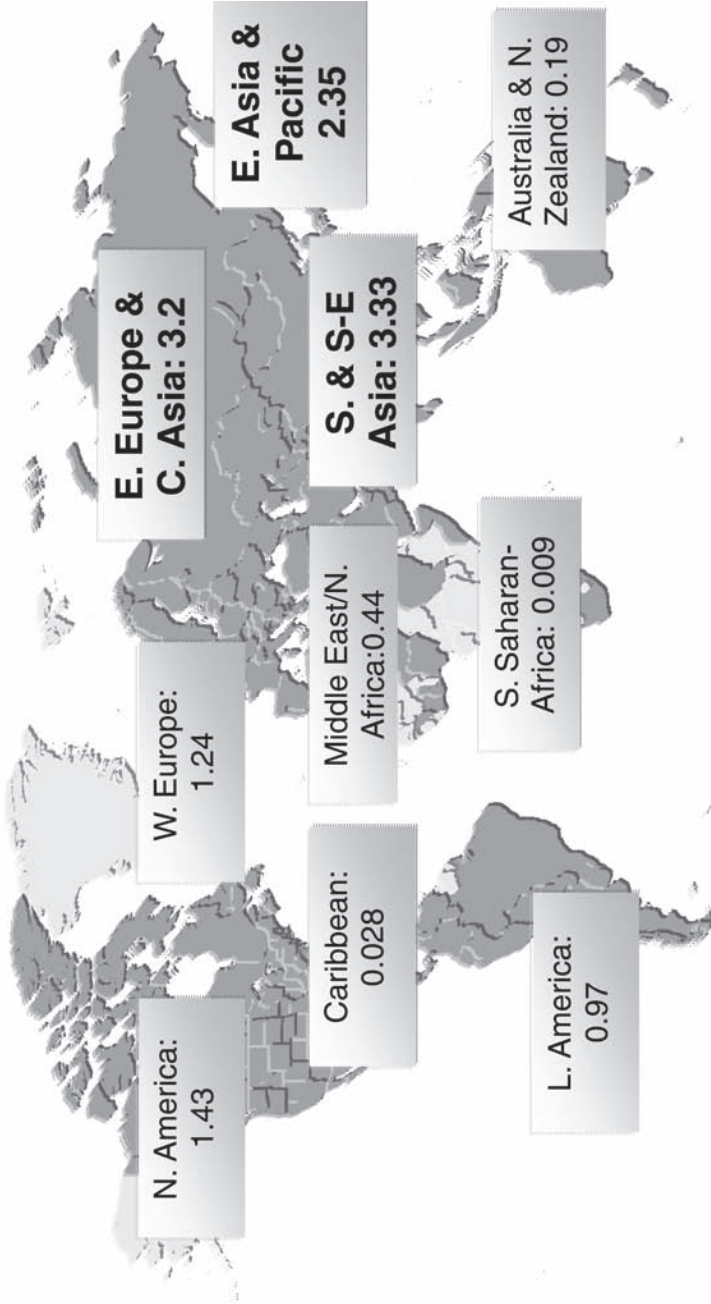 N. America:
1.43
W. Europe:
1.24
E. Europe &
C. Asia: 3.2
E. Asia &
Pacific
2.35
Caribbean:
0.028
Middle East/N.
Africa:0.44
S. & S-E
Asia: 3.33
L. America:
0.97
S. Saharan-
Africa: 0.009
Australia & N.
Zealand: 0.19